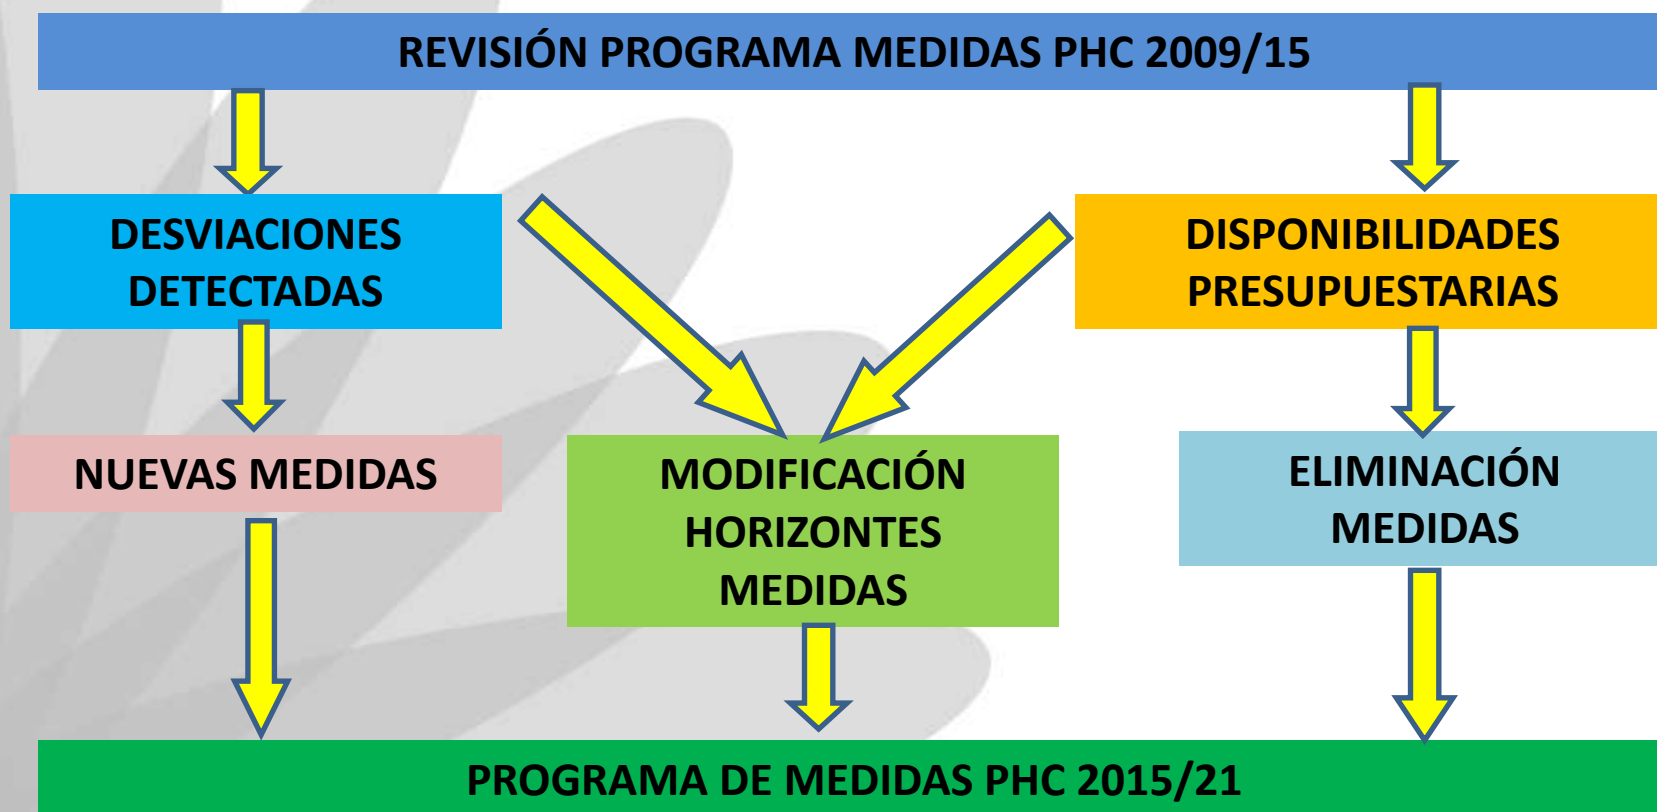 REVISIÓN PROGRAMA MEDIDAS PHC 2009/15
DESVIACIONES
DETECTADAS
DISPONIBILIDADES
PRESUPUESTARIAS
NUEVAS MEDIDAS
MODIFICACIÓN
HORIZONTES
MEDIDAS
ELIMINACIÓN
MEDIDAS
PROGRAMA DE MEDIDAS PHC 2015/21